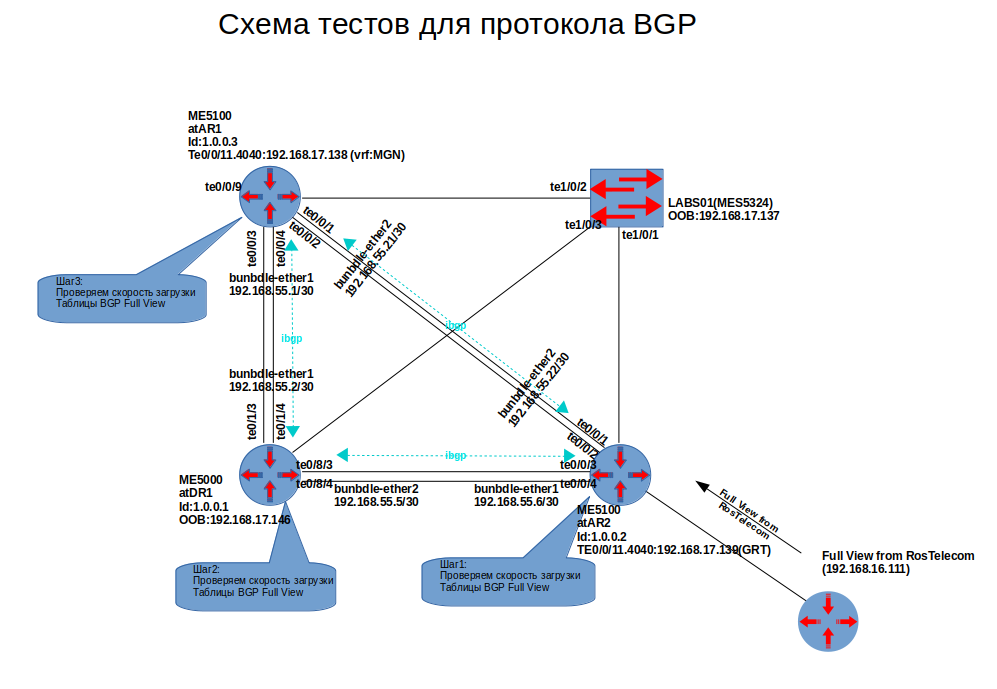 Схема тестов для протокола BGP
ME5100
atAR1
Id:1.0.0.3
Te0/0/11.4040:192.168.17.138 (vrf:MGN)
te0/0/9
te1/0/2
LABS01(MES5324)
OOB:192.168.17.137
te1/0/3
te1/0/1
te0/0/1
te0/0/2
te0/0/3
te0/0/4
bunbdle-ether2
192.168.55.21/30
bunbdle-ether1
192.168.55.1/30
Шаг3:
Проверяем скорость загрузки
Таблицы BGP Full View
ibgp
ibgp
bunbdle-ether1
192.168.55.2/30
bunbdle-ether2
192.168.55.22/30
te0/1/3
te0/1/4
te0/0/1
te0/0/2
te0/8/3
te0/8/4
ibgp
te0/0/3
te0/0/4
bunbdle-ether2
192.168.55.5/30
bunbdle-ether1
192.168.55.6/30
ME5000
atDR1
Id:1.0.0.1
OOB:192.168.17.146
ME5100
atAR2
Id:1.0.0.2
TE0/0/11.4040:192.168.17.139(GRT)
Full View from
RosTelecom
Full View from RosTelecom
(192.168.16.111)
Шаг2:
Проверяем скорость загрузки
Таблицы BGP Full View
Шаг1:
Проверяем скорость загрузки
Таблицы BGP Full View